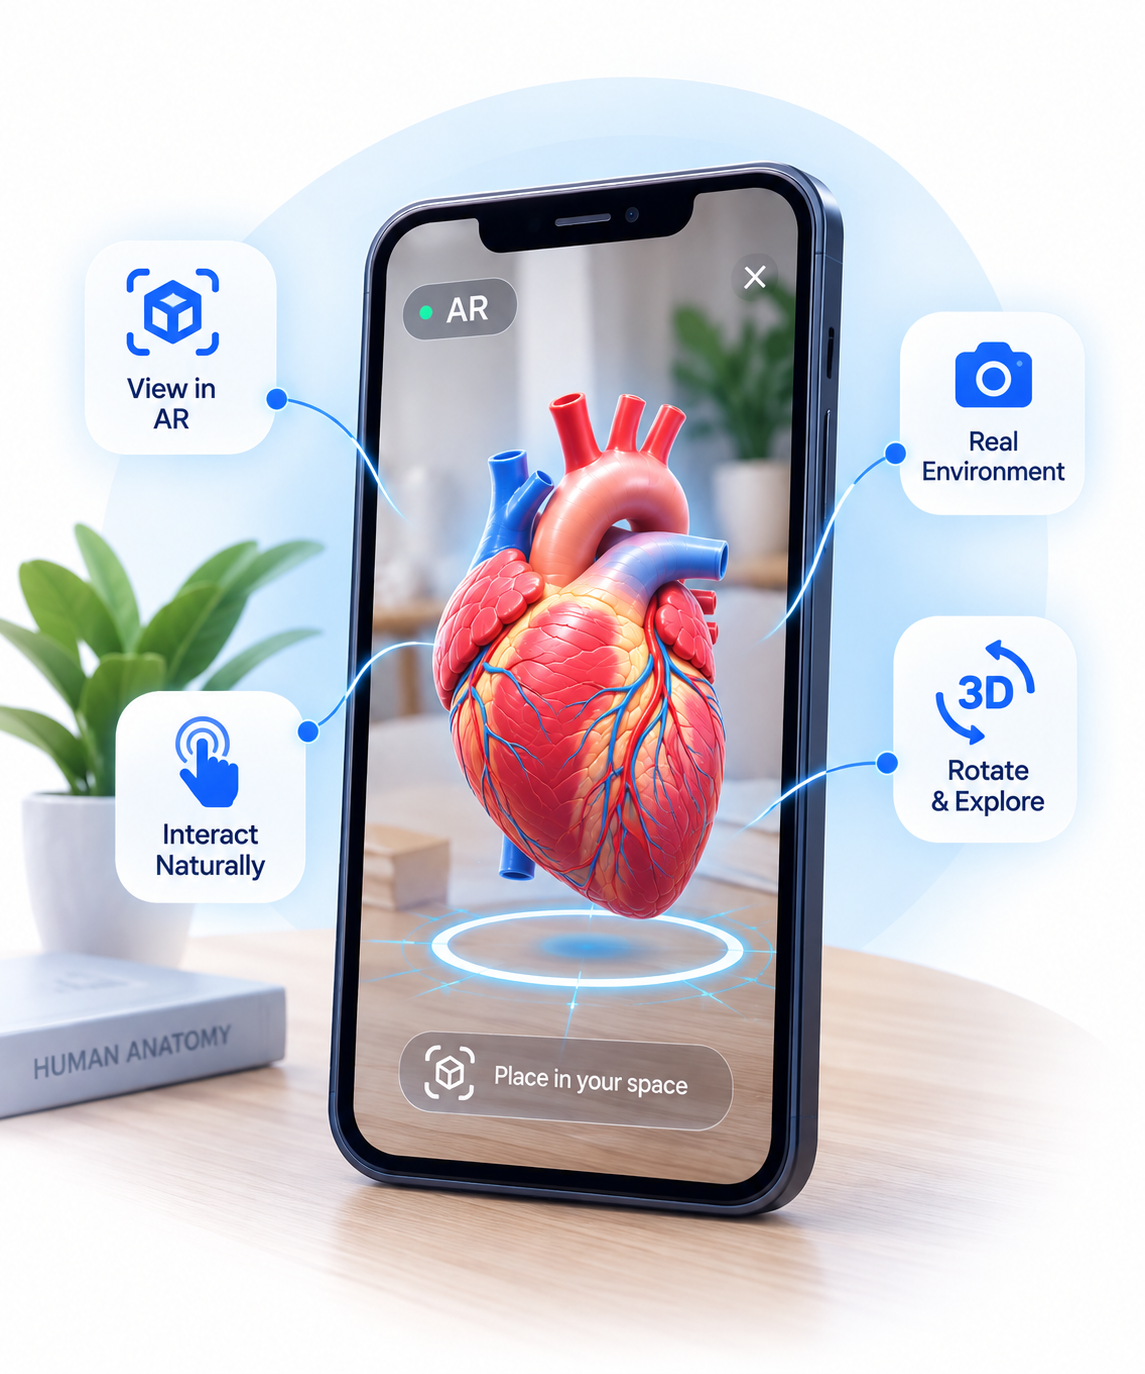 AR
View in
AR
Real
Environment
3D
Rotate
& Explore
Interact
Naturally
HUMAN ANATOMY
Place in your space